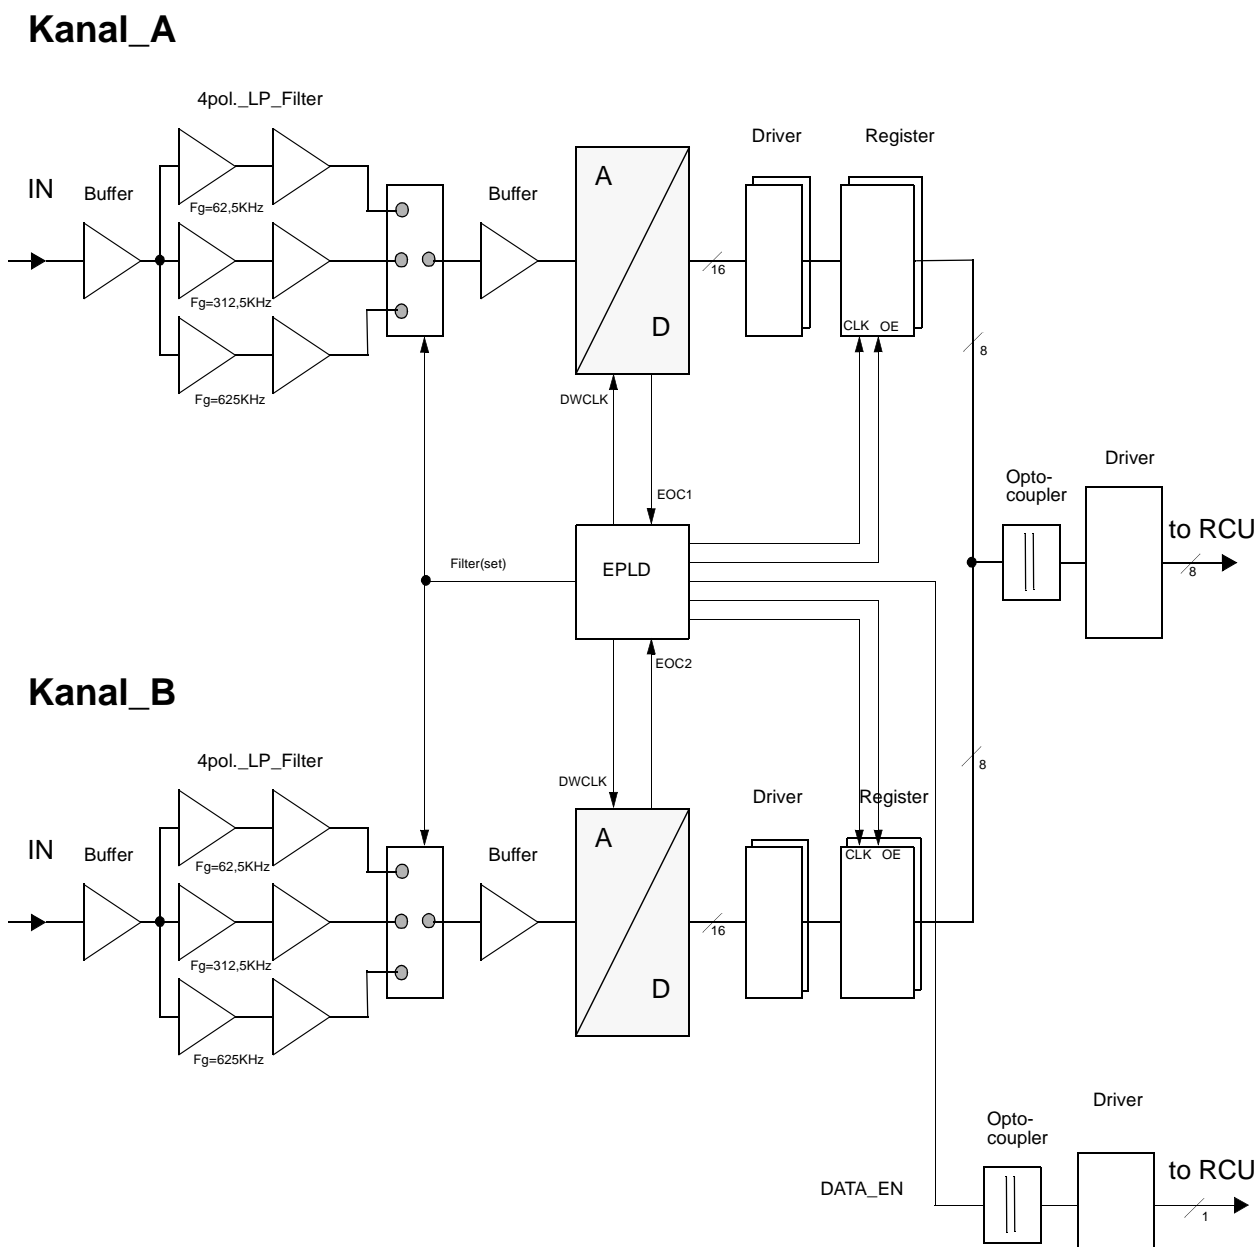 Kanal_A
4pol._LP_Filter
Driver
Register
IN
Buffer
Fg=62,5KHz
Buffer
A
16
Fg=312,5KHz
D
CLK OE
8
Fg=625KHz
DWCLK
EOC1
Opto-
coupler
Driver
to RCU
8
Filter(set)
EPLD
EOC2
Kanal_B
4pol._LP_Filter
DWCLK
8
Driver
Register
IN
Buffer
Fg=62,5KHz
Buffer
A
CLK OE
16
Fg=312,5KHz
D
Fg=625KHz
Opto-
coupler
Driver
DATA_EN
to RCU
1